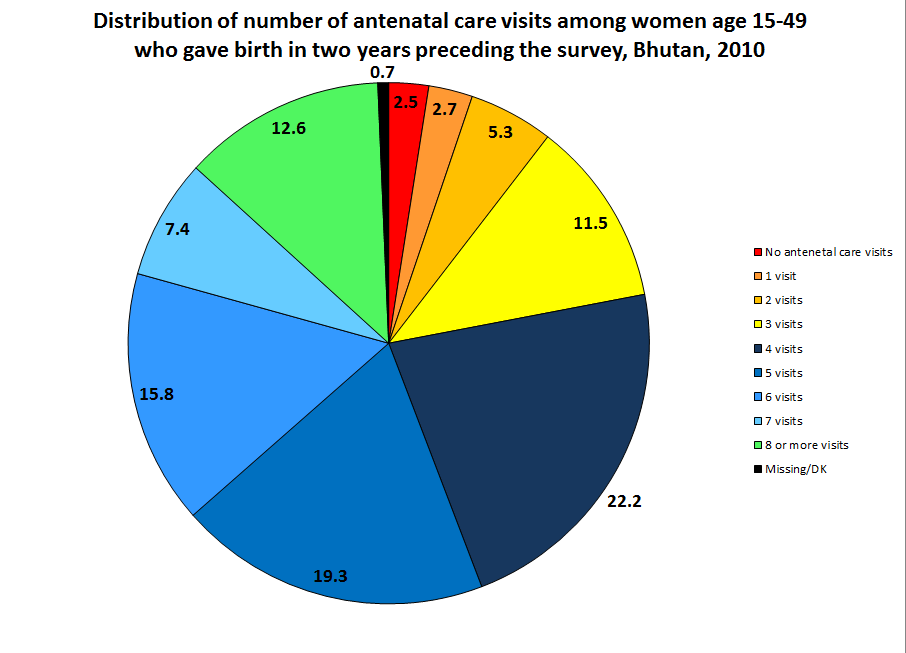 Distribution of number of antenatal care visits among women age 15-49
who gave birth in two years preceding the survey, Bhutan, 2010
0.7
2.5
2.7
5.3
11.5
22.2
19.3
15.8
7.4
12.6
No antenetal care visits
1 visit
2 visits
3 visits
4 visits
5 visits
6 visits
7 visits
8 or more visits
Missing/DK